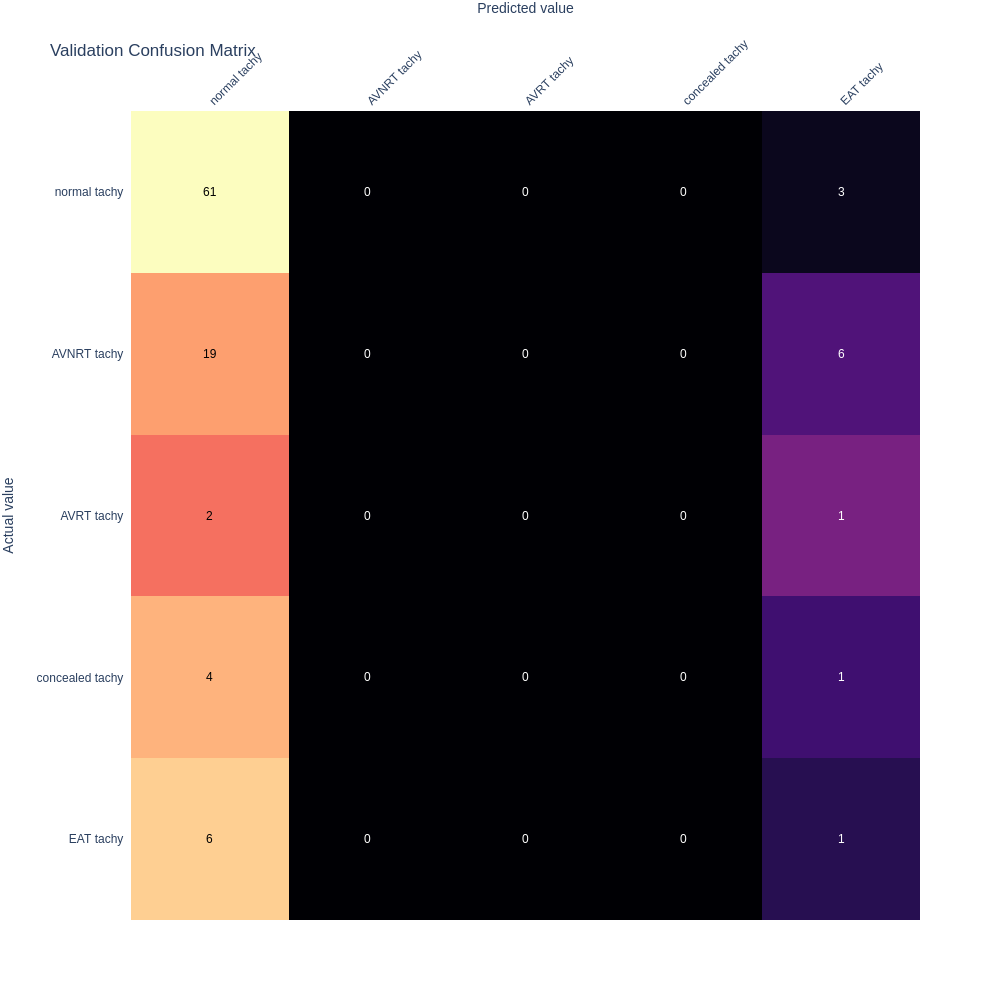 Predicted value
Validation Confusion Matrix
normal tachy
AVNRT tachy
AVRT tachy
concealed tachy
EAT tachy
normal tachy 61 0 0 0 3
AVNRT tachy 19 0 0 0 6
Actual value
AVRT tachy 2 0 0 0 1
concealed tachy 4 0 0 0 1
EAT tachy 6 0 0 0 1